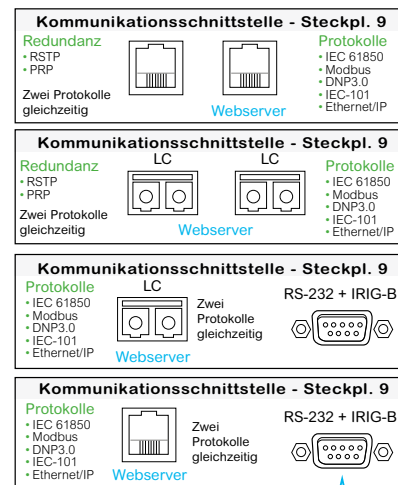 Kommunikationsschnittstelle - Steckpl. 9
Redundanz
• RSTP
• PRP
Zwei Protokolle
gleichzeitig
Webserver
Protokolle
• IEC 61850
• Modbus
• DNP3.0
• IEC-101
• Ethernet/IP
Kommunikationsschnittstelle - Steckpl. 9
Redundanz
• RSTP
• PRP
Zwei Protokolle
gleichzeitig
LC
LC
Webserver
Protokolle
• IEC 61850
• Modbus
• DNP3.0
• IEC-101
• Ethernet/IP
Kommunikationsschnittstelle - Steckpl. 9
Protokolle
• IEC 61850
• Modbus
• DNP3.0
• IEC-101
• Ethernet/IP
LC
Webserver
Zwei
Protokolle
gleichzeitig
RS-232 + IRIG-B
Kommunikationsschnittstelle - Steckpl. 9
Protokolle
• IEC 61850
• Modbus
• DNP3.0
• IEC-101
• Ethernet/IP
Webserver
Zwei
Protokolle
gleichzeitig
RS-232 + IRIG-B